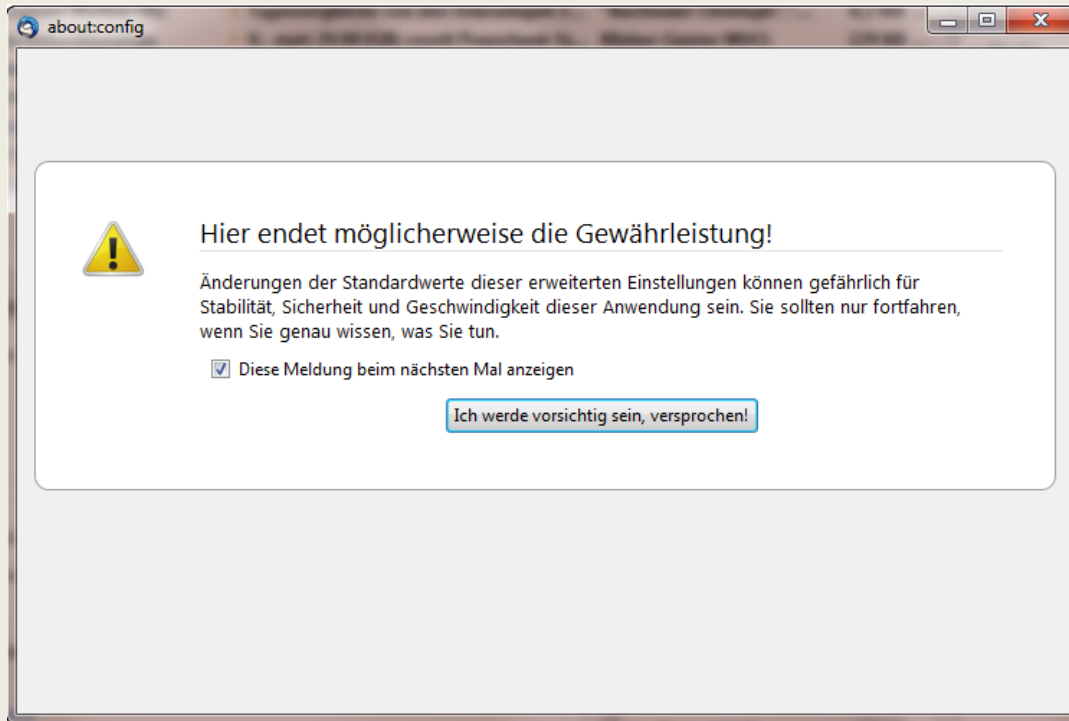 about:config
Hier endet möglicherweise die Gewährleistung!
Änderungen der Standardwerte dieser erweiterten Einstellungen können gefährlich für
Stabilität, Sicherheit und Geschwindigkeit dieser Anwendung sein. Sie sollten nur fortfahren,
wenn Sie genau wissen, was Sie tun.
Diese Meldung beim nächsten Mal anzeigen
Ich werde vorsichtig sein, versprochen!